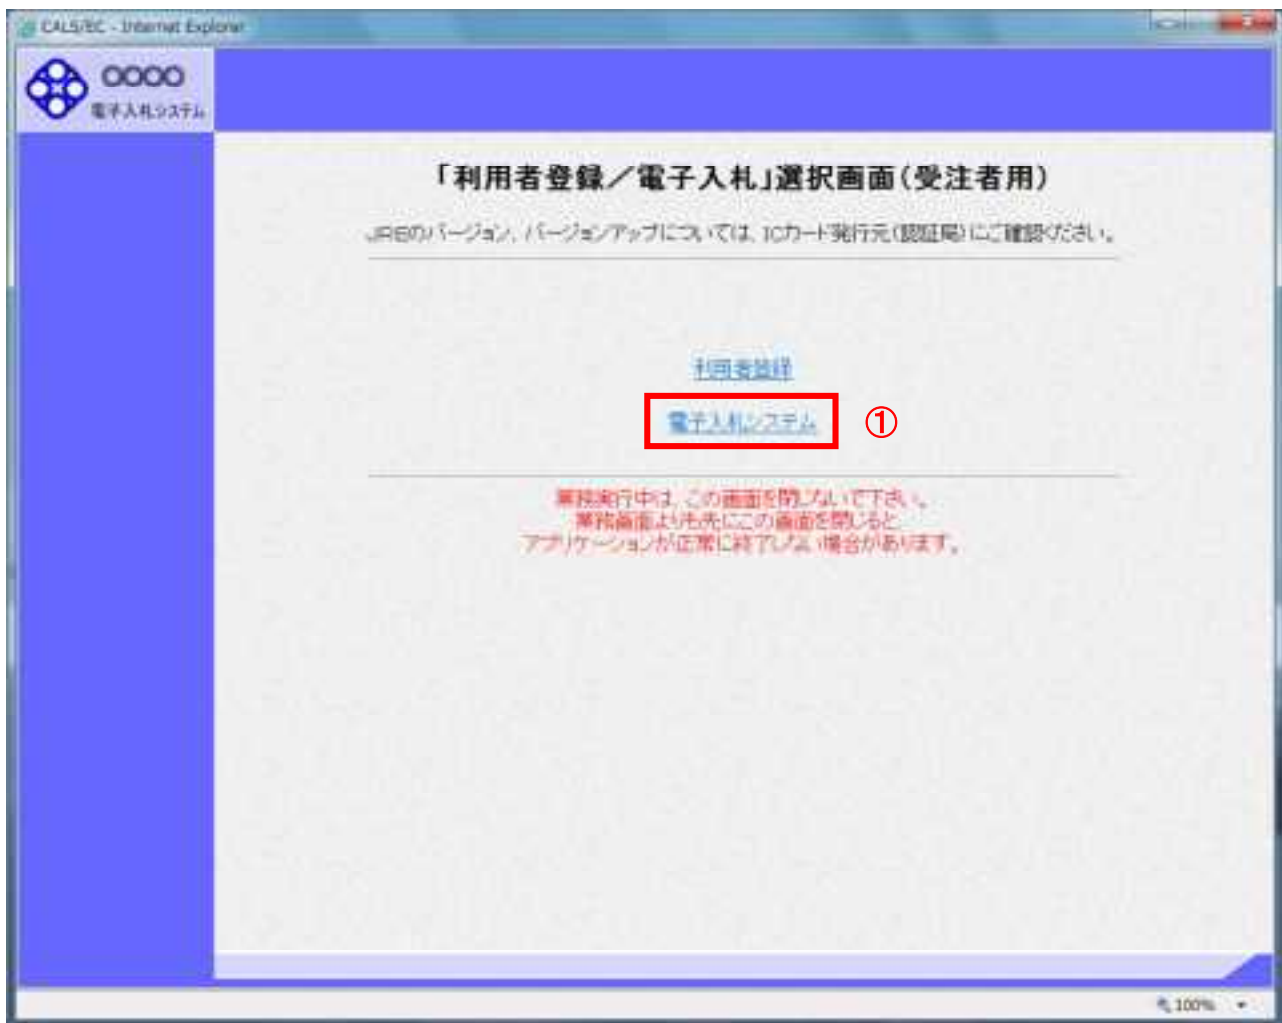 CALS/EC - Internet Explorer
○○○○
電子入札システム
「利用者登録／電子入札」選択画面(受注者用)
JREのバージョン、バージョンアップについては、ICカード発行元(認証局)にご確認ください。
利用者登録
電子入札システム
①
業務実行中は、この画面を閉じないで下さい。
業務画面よりも先にこの画面を閉じると
アプリケーションが正常に終了しない場合があります。
100%